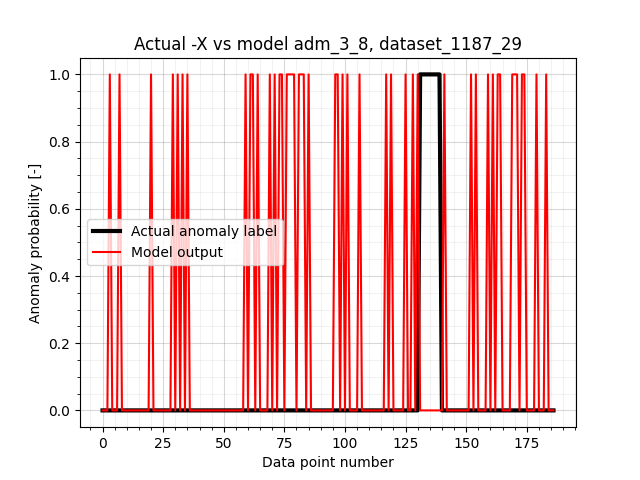 Actual -X vs model adm_3_8, dataset_1187_29
Anomaly probability [-]
1.0
0.8
0.6
0.4
0.2
0.0
Actual anomaly label
Model output
0 25 50 75 100 125 150 175
Data point number